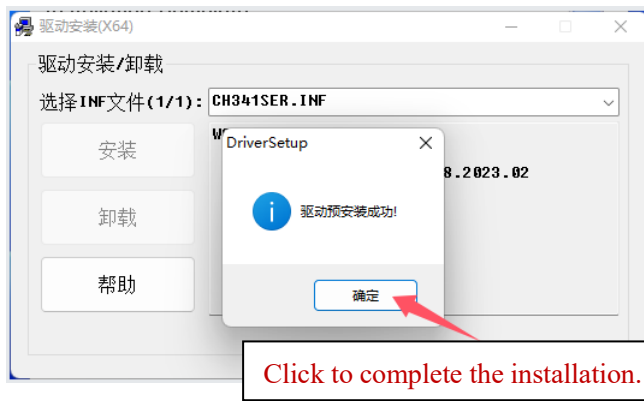 驱动安装(X64)
驱动安装/卸载
选择INF文件(1/1):
CH341SER.INF
安装
卸载
帮助
DriverSetup
8.2023.02
驱动预安装成功!
确定
Click to complete the installation.